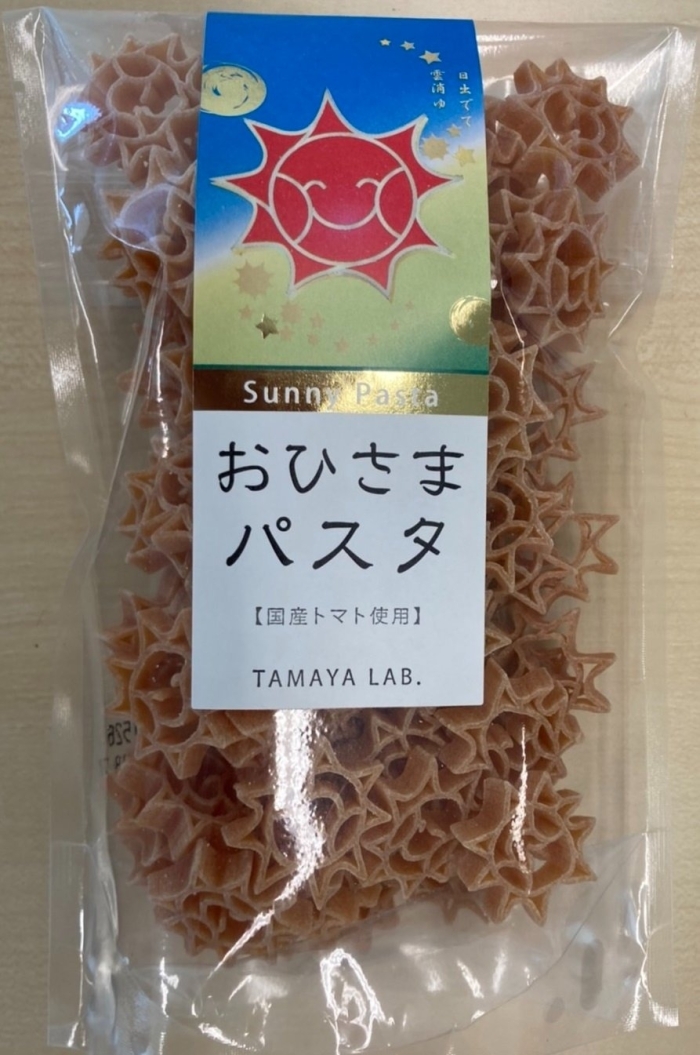 日出でて
雲消ゆ
Sunny Pasta
おひさま
パスタ
【国産トマト使用】
TAMAYA LAB.